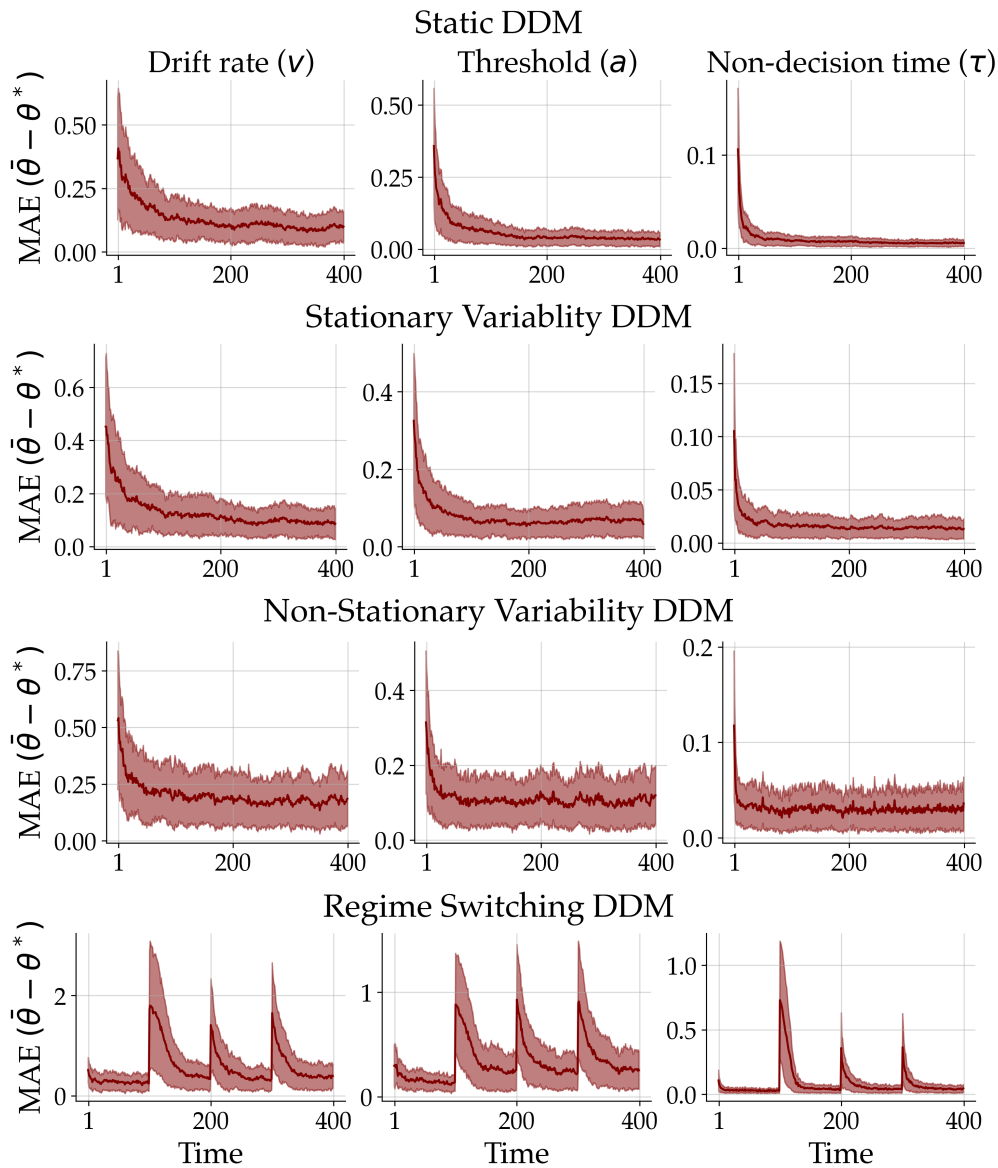 Static DDM
Drift rate (v) Threshold (a) Non-decision time (τ)
MAE (θ̄ − θ*)
0.50
0.25
0.00
1 200 400
0.50
0.25
0.00
1 200 400
0.1
0.0
1 200 400
Stationary Variablity DDM
MAE (θ̄ − θ*)
0.6
0.4
0.2
0.0
1 200 400
0.4
0.2
0.0
1 200 400
0.15
0.10
0.05
0.00
1 200 400
Non-Stationary Variability DDM
MAE (θ̄ − θ*)
0.75
0.50
0.25
0.00
1 200 400
0.4
0.2
0.0
1 200 400
0.2
0.1
0.0
1 200 400
Regime Switching DDM
MAE (θ̄ − θ*)
2
0
1 200 400
Time
1
0
1 200 400
Time
1.0
0.5
0.0
1 200 400
Time